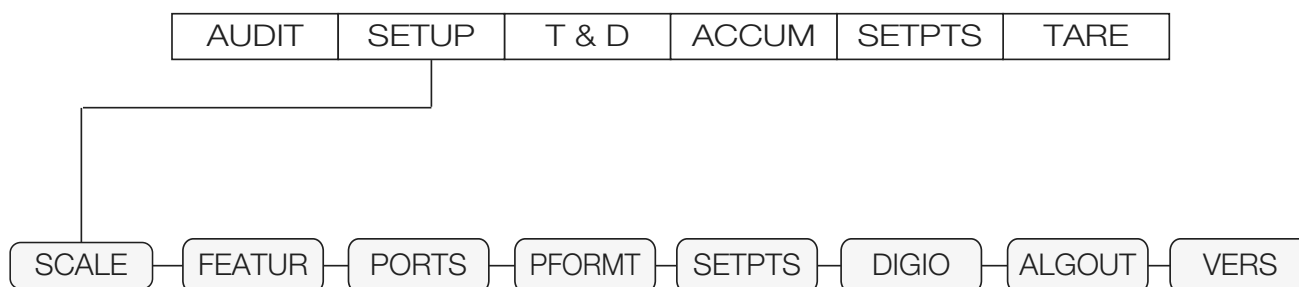 AUDIT SETUP T & D ACCUM SETPTS TARE
SCALE FEATUR PORTS PFORMT SETPTS DIGIO ALGOUT VERS